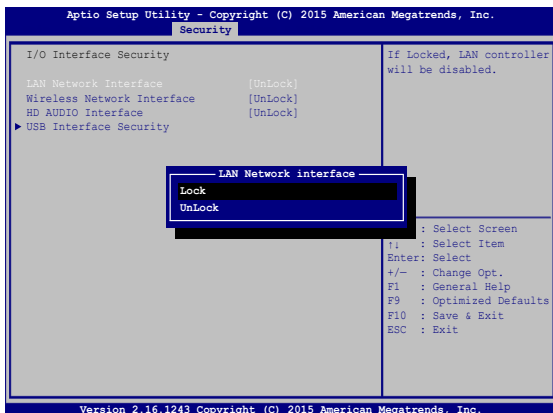 Aptio Setup Utility - Copyright (C) 2015 American Megatrends, Inc.
Security
I/O Interface Security
LAN Network Interface [UnLock]
Wireless Network Interface [UnLock]
HD AUDIO Interface [UnLock]
USB Interface Security
If Locked, LAN controller
will be disabled.
LAN Network interface
Lock
UnLock
: Select Screen
↑↓ : Select Item
Enter: Select
+/— : Change Opt.
F1 : General Help
F9 : Optimized Defaults
F10 : Save & Exit
ESC : Exit
Version 2.16.1243 Copyright (C) 2015 American Megatrends, Inc.